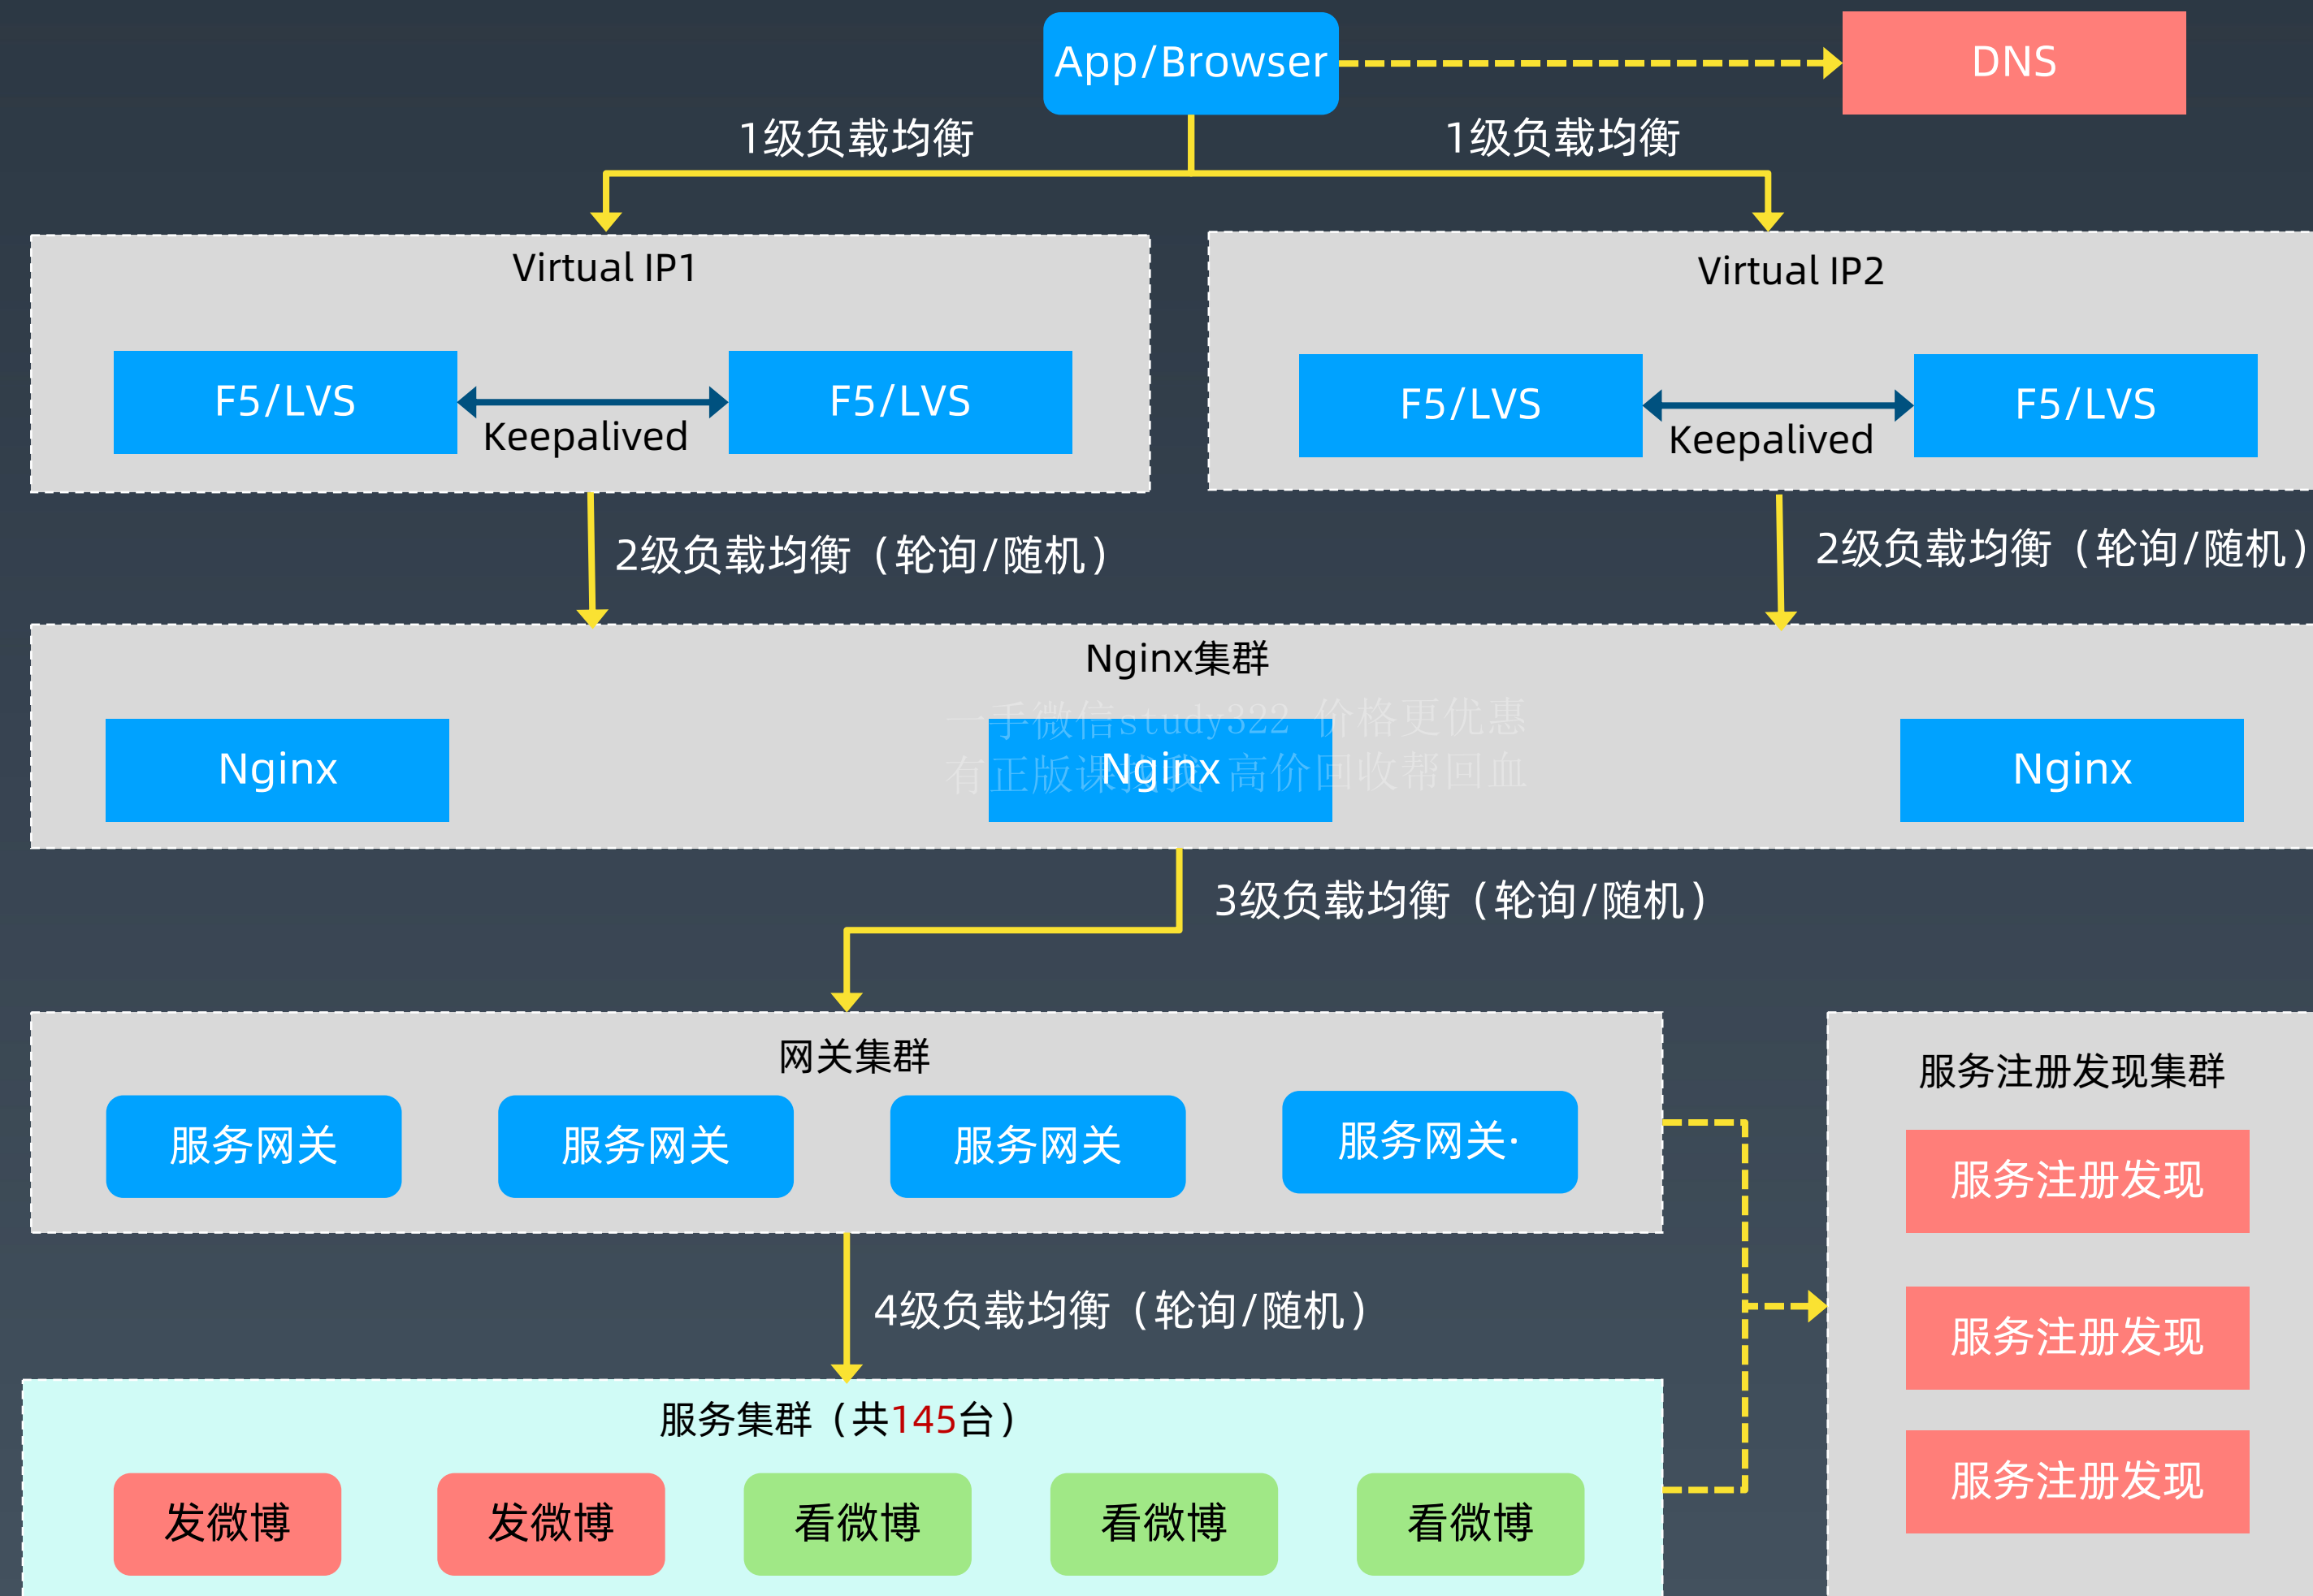 App/Browser
DNS
1级负载均衡
1级负载均衡
Virtual IP1
Virtual IP2
F5/LVS
F5/LVS
Keepalived
F5/LVS
F5/LVS
Keepalived
2级负载均衡（轮询/随机）
2级负载均衡（轮询/随机）
Nginx集群
一手微信study322 价格更优惠
有正版课找我 高价回收帮回血
Nginx
Nginx
Nginx
3级负载均衡（轮询/随机）
网关集群
服务网关
服务网关
服务网关
服务网关·
服务注册发现集群
服务注册发现
服务注册发现
服务注册发现
4级负载均衡（轮询/随机）
服务集群（共145台）
发微博
发微博
看微博
看微博
看微博